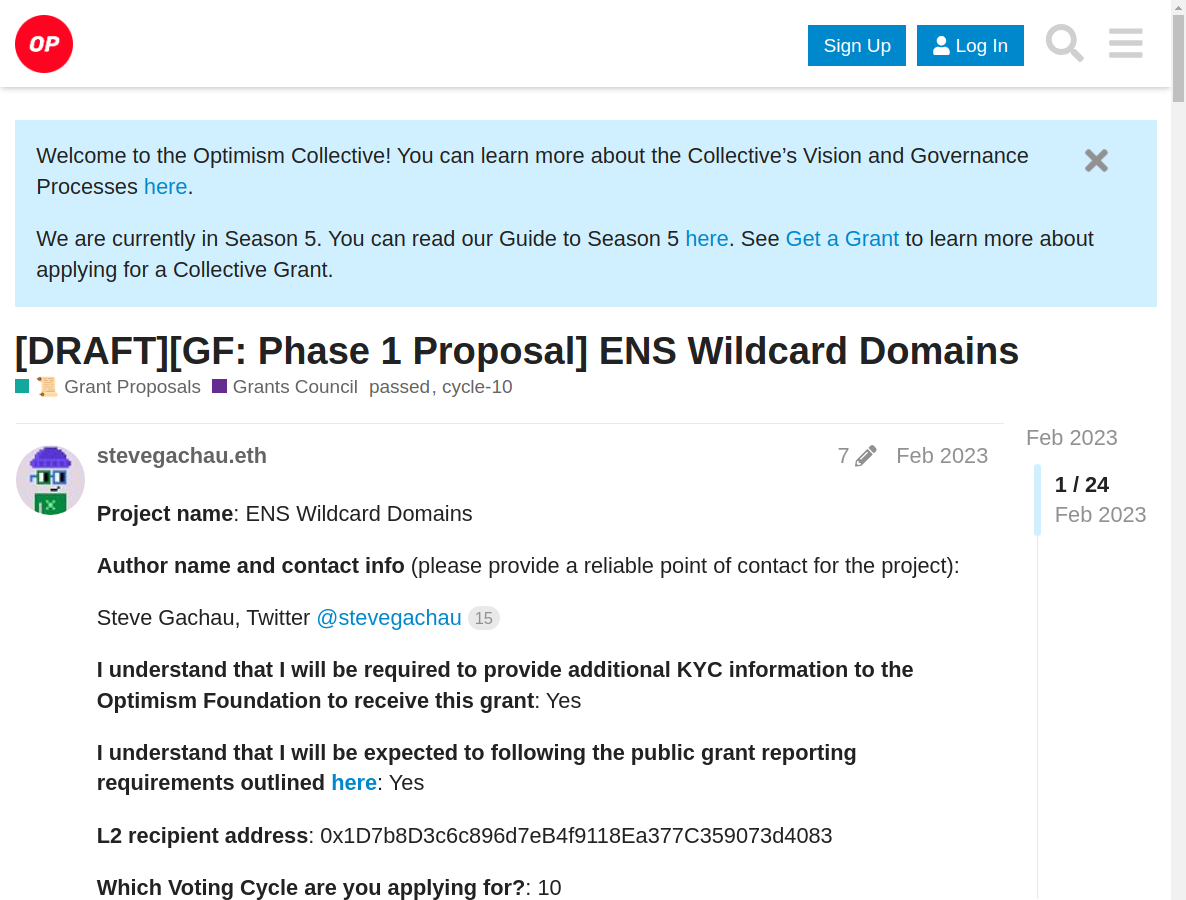 OP
Sign Up
Log In
Welcome to the Optimism Collective! You can learn more about the Collective’s Vision and Governance
Processes here.
We are currently in Season 5. You can read our Guide to Season 5 here. See Get a Grant to learn more about
applying for a Collective Grant.
[DRAFT][GF: Phase 1 Proposal] ENS Wildcard Domains
Grant Proposals Grants Council passed, cycle-10
stevegachau.eth 7 Feb 2023
Feb 2023
1 / 24
Feb 2023
Project name: ENS Wildcard Domains
Author name and contact info (please provide a reliable point of contact for the project):
Steve Gachau, Twitter @stevegachau 15
I understand that I will be required to provide additional KYC information to the
Optimism Foundation to receive this grant: Yes
I understand that I will be expected to following the public grant reporting
requirements outlined here: Yes
L2 recipient address: 0x1D7b8D3c6c896d7eB4f9118Ea377C359073d4083
Which Voting Cycle are you applying for?: 10